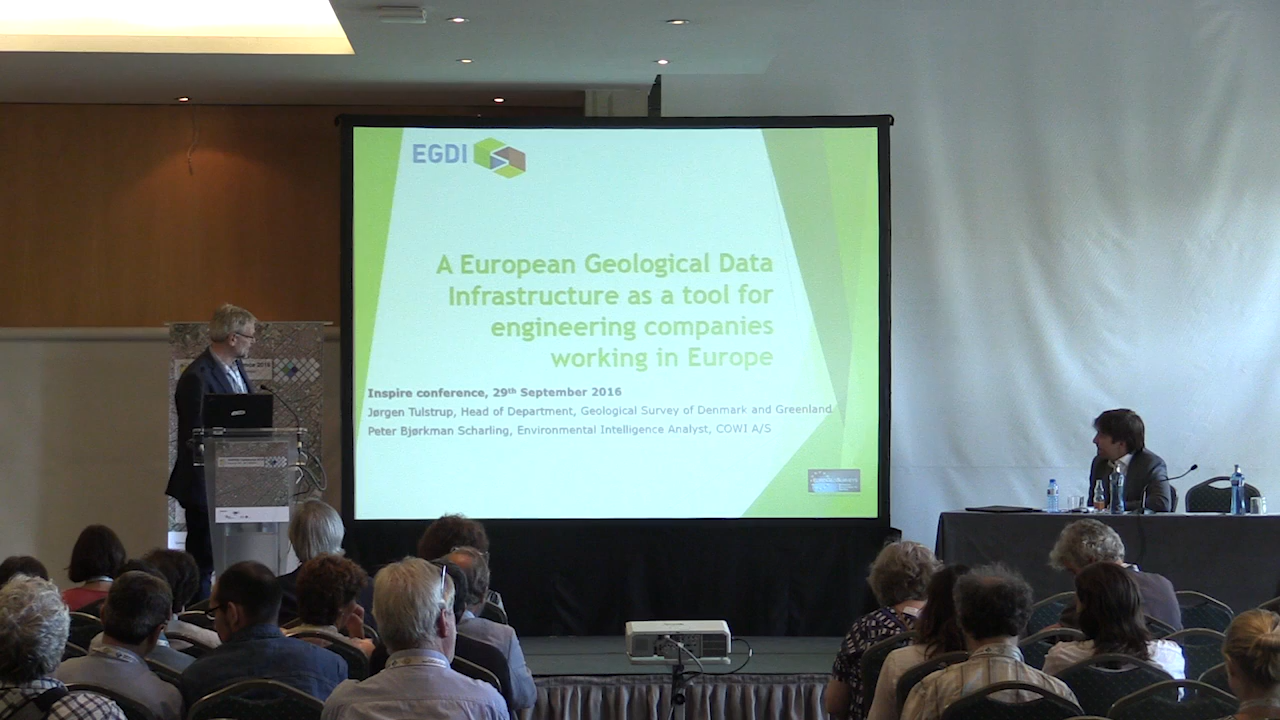 EGDI
A European Geological Data
Infrastructure as a tool for
engineering companies
working in Europe
Inspire conference, 29th September 2016
Jørgen Tulstrup, Head of Department, Geological Survey of Denmark and Greenland
Peter Bjørkman Scharling, Environmental Intelligence Analyst, COWI A/S